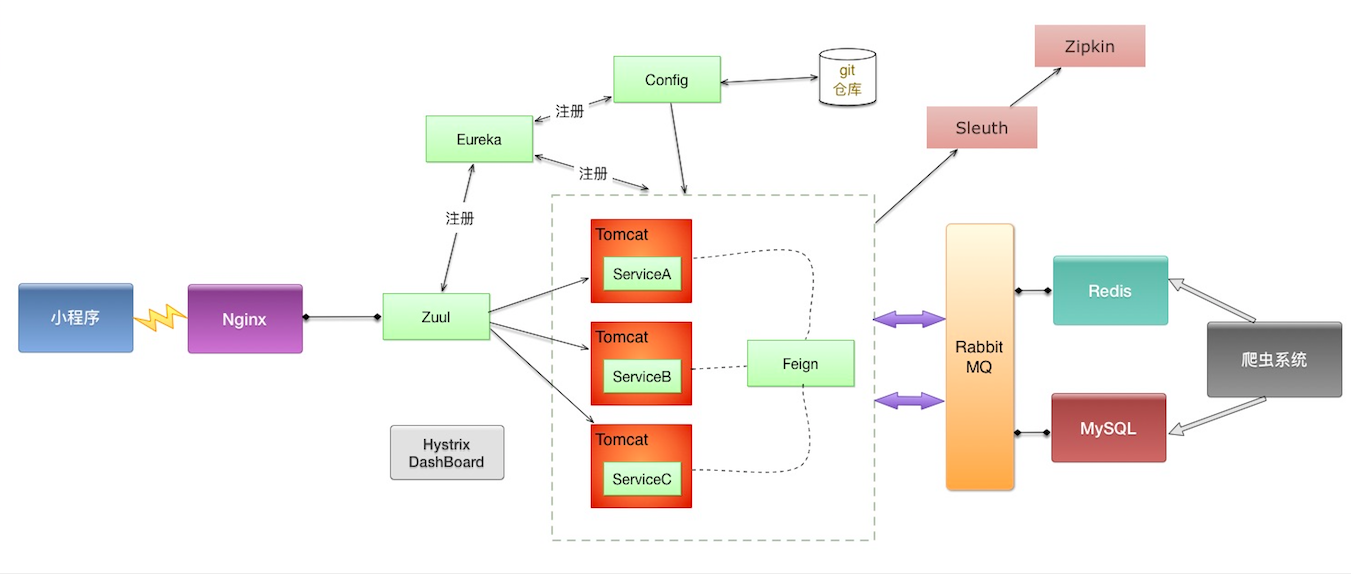 Zipkin
Config
git
仓库
注册
Sleuth
Eureka
注册
注册
Tomcat
ServiceA
小程序
Nginx
Zuul
Redis
Tomcat
ServiceB
Feign
Rabbit
MQ
爬虫系统
Hystrix
DashBoard
Tomcat
ServiceC
MySQL